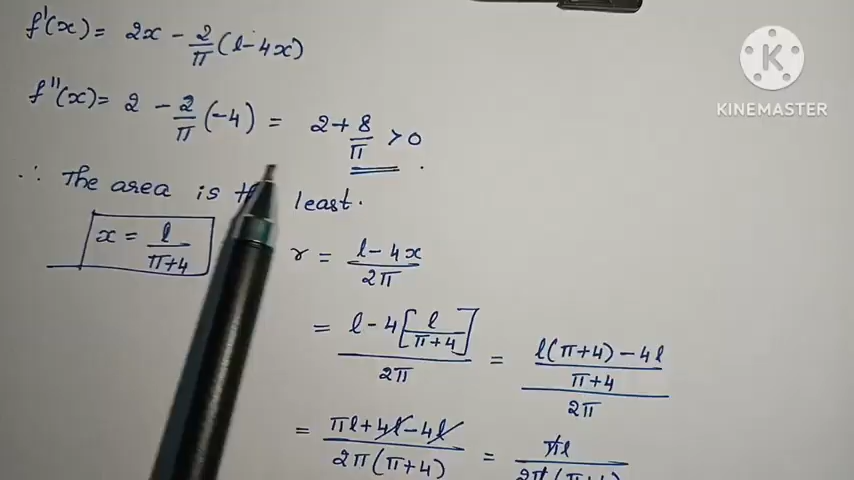 f'(x) = 2x - 2/π (l-4x)
f''(x) = 2 - 2/π (-4) = 2 + 8/π > 0
∴ The area is least.
x = l/(π+4)
r = (l-4x)/2π
= (l-4[l/(π+4)])/2π = ((l(π+4)-4l)/(π+4))/2π
= (πl+4l-4l)/(2π(π+4)) = πl/(2π(π+4))
KINEMASTER